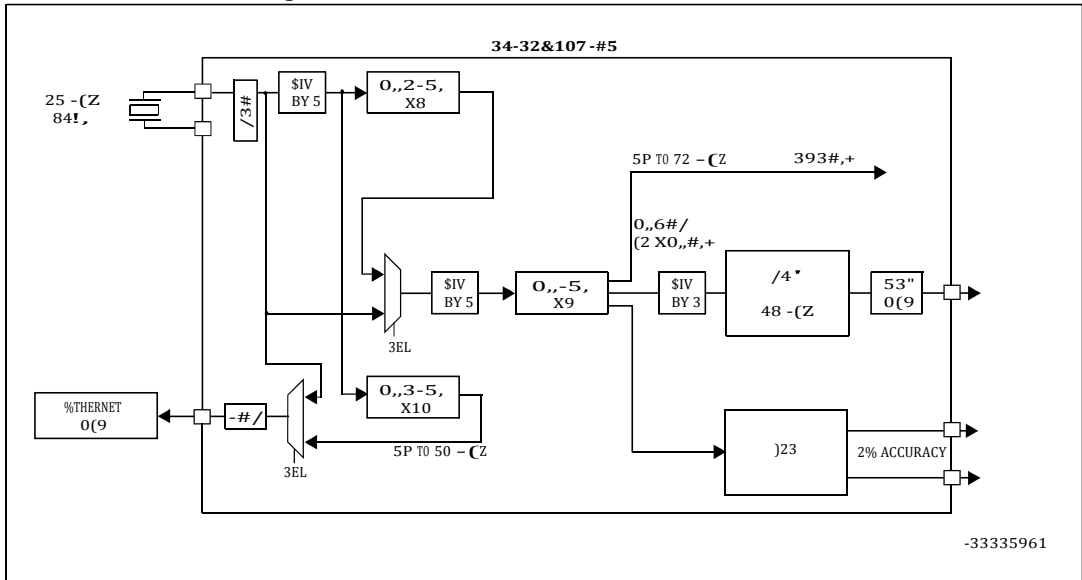 34-32&107 -#5
25 -(Z
84!,
/3#
$IV
BY 5
0,,2-5,
X8
5P TO 72 -(Z
393#,+
0,,6#/
(2 X0,,#,+
$IV
BY 5
0,,-5,
X9
$IV
BY 3
/4'
48 -(Z
53"
0(9
3EL
%THERNET
0(9
-#/
3EL
0,,3-5,
X10
5P TO 50 -(Z
)23
2% ACCURACY
-33335961